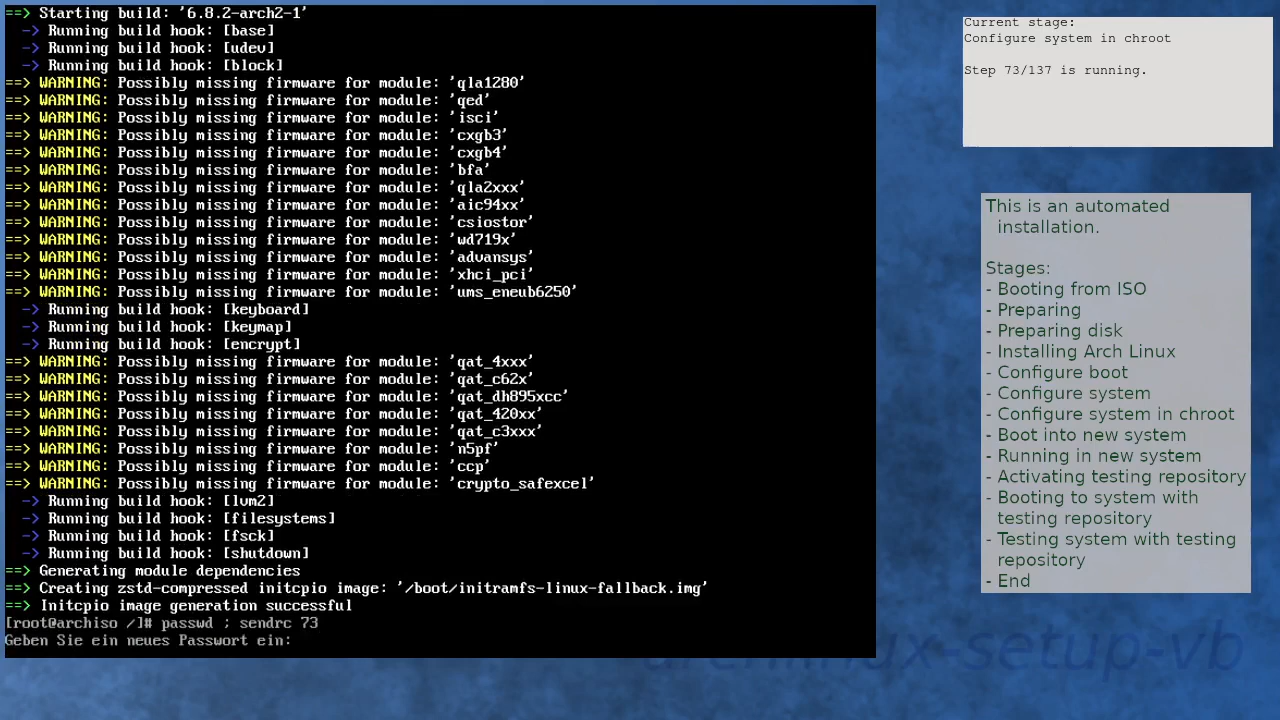 ==> Starting build: '6.8.2-arch2-1'
-> Running build hook: [base]
-> Running build hook: [udev]
-> Running build hook: [block]
==> WARNING: Possibly missing firmware for module: 'qla1280'
==> WARNING: Possibly missing firmware for module: 'qed'
==> WARNING: Possibly missing firmware for module: 'isci'
==> WARNING: Possibly missing firmware for module: 'cxgb3'
==> WARNING: Possibly missing firmware for module: 'cxgb4'
==> WARNING: Possibly missing firmware for module: 'bfa'
==> WARNING: Possibly missing firmware for module: 'qla2xxx'
==> WARNING: Possibly missing firmware for module: 'aic94xx'
==> WARNING: Possibly missing firmware for module: 'csiostor'
==> WARNING: Possibly missing firmware for module: 'wd719x'
==> WARNING: Possibly missing firmware for module: 'advansys'
==> WARNING: Possibly missing firmware for module: 'xhci_pci'
==> WARNING: Possibly missing firmware for module: 'ums_eneub6250'
-> Running build hook: [keyboard]
-> Running build hook: [keymap]
-> Running build hook: [encrypt]
==> WARNING: Possibly missing firmware for module: 'qat_4xxx'
==> WARNING: Possibly missing firmware for module: 'qat_c62x'
==> WARNING: Possibly missing firmware for module: 'qat_dh895xcc'
==> WARNING: Possibly missing firmware for module: 'qat_420xx'
==> WARNING: Possibly missing firmware for module: 'qat_c3xxx'
==> WARNING: Possibly missing firmware for module: 'n5pf'
==> WARNING: Possibly missing firmware for module: 'ccp'
==> WARNING: Possibly missing firmware for module: 'crypto_safexcel'
-> Running build hook: [lvm2]
-> Running build hook: [filesystems]
-> Running build hook: [fsck]
-> Running build hook: [shutdown]
==> Generating module dependencies
==> Creating zstd-compressed initcpio image: '/boot/initramfs-linux-fallback.img'
==> Initcpio image generation successful
[root@archiso /]# passwd ; sendrc 73
Geben Sie ein neues Passwort ein:
Current stage:
Configure system in chroot
Step 73/137 is running.
This is an automated
installation.
Stages:
- Booting from ISO
- Preparing
- Preparing disk
- Installing Arch Linux
- Configure boot
- Configure system
- Configure system in chroot
- Boot into new system
- Running in new system
- Activating testing repository
- Booting to system with
testing repository
- Testing system with testing
repository
- End
archlinux-setup-vb